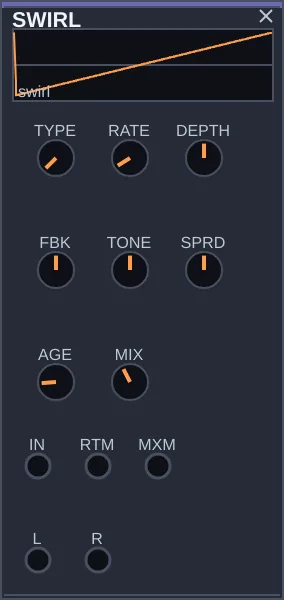 SWIRL
swirl
TYPE RATE DEPTH
FBK TONE SPRD
AGE MIX
IN RTM MXM
L R